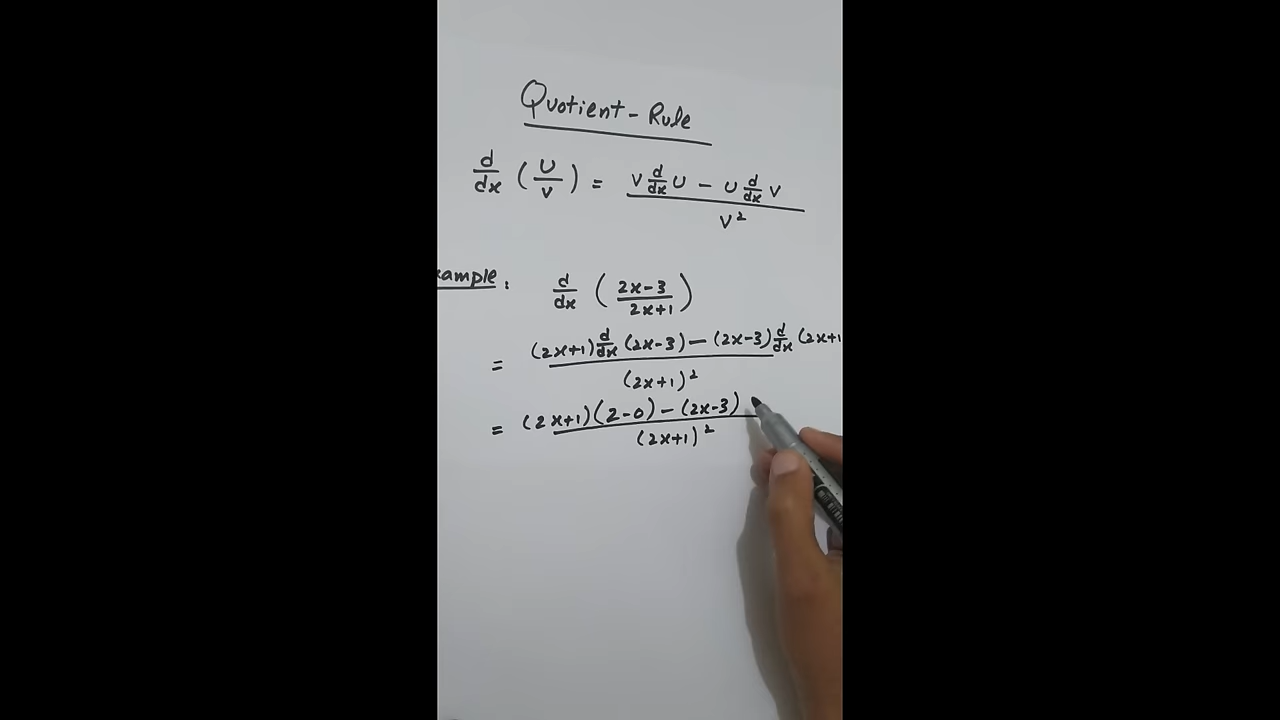 Quotient-Rule
d/dx (U/V) = (V d/dx U - U d/dx V) / V²
xample: d/dx ((2x-3)/(2x+1))
= ((2x+1) d/dx (2x-3) - (2x-3) d/dx (2x+1) / (2x+1)²
= ((2x+1)(2-0) - (2x-3) / (2x+1)²